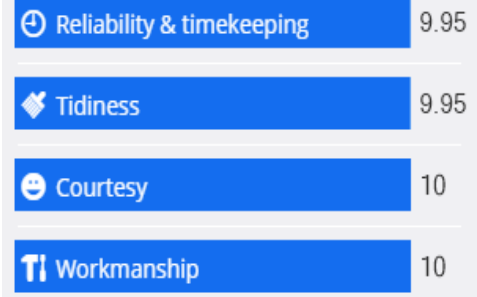 Reliability & timekeeping 9.95
Tidiness 9.95
Courtesy 10
Workmanship 10